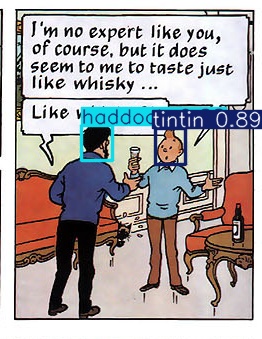 I'm no expert like you,
of course, but it does
seem to me to taste just
like whisky ...
Like
haddoc
tintin 0.89